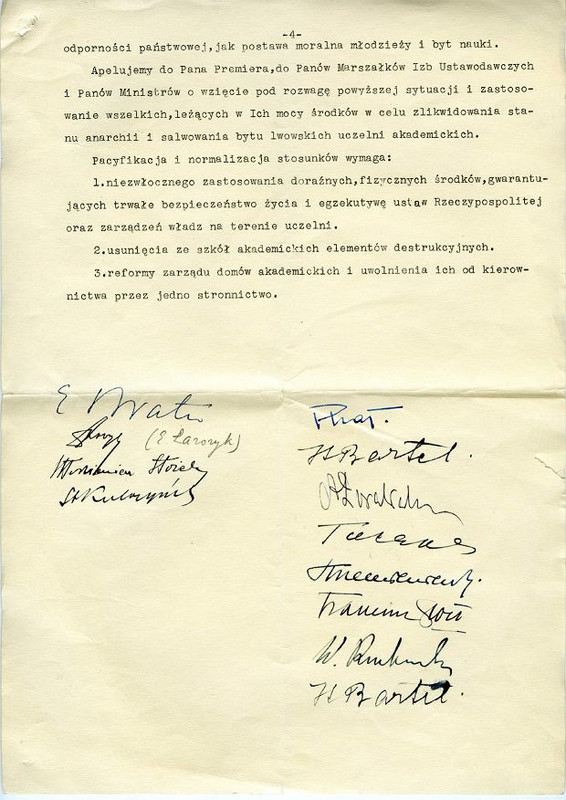 -4-
odporności państwowej,jak postawa moralna młodzieży i byt nauki.
Apelujemy do Pana Premiera,do Panów Marszałków Izb Ustawodawczych
i Panów Ministrów o wzięcie pod rozwagę powyższej sytuacji i zastoso-
wanie wszelkich,leżących w Ich mocy środków w celu zlikwidowania sta-
nu anarchii i salwowania bytu lwowskich uczelni akademickich.
Pacyfikacja i normalizacja stosunków wymaga:
1.niezwłocznego zastosowania doraźnych,fizycznych środków,gwarantu-
jących trwałe bezpieczeństwo życia i egzekutywę ustaw Rzeczypospolitej
oraz zarządzeń władz na terenie uczelni.
2.usunięcia ze szkół akademickich elementów destrukcyjnych.
3.reformy zarządu domów akademickich i uwolnienia ich od kierow-
nictwa przez jedno stronnictwo.
K Bartel.
W.
K Bartel.